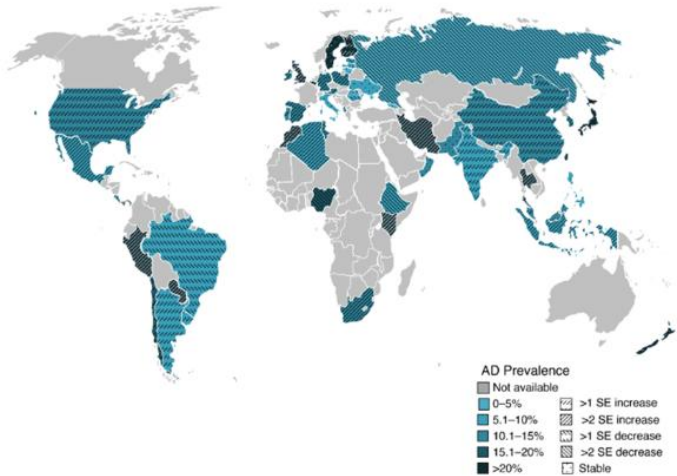 AD Prevalence
Not available
0–5%
5.1–10%
10.1–15%
15.1–20%
>20%
>1 SE increase
>2 SE increase
>1 SE decrease
>2 SE decrease
Stable